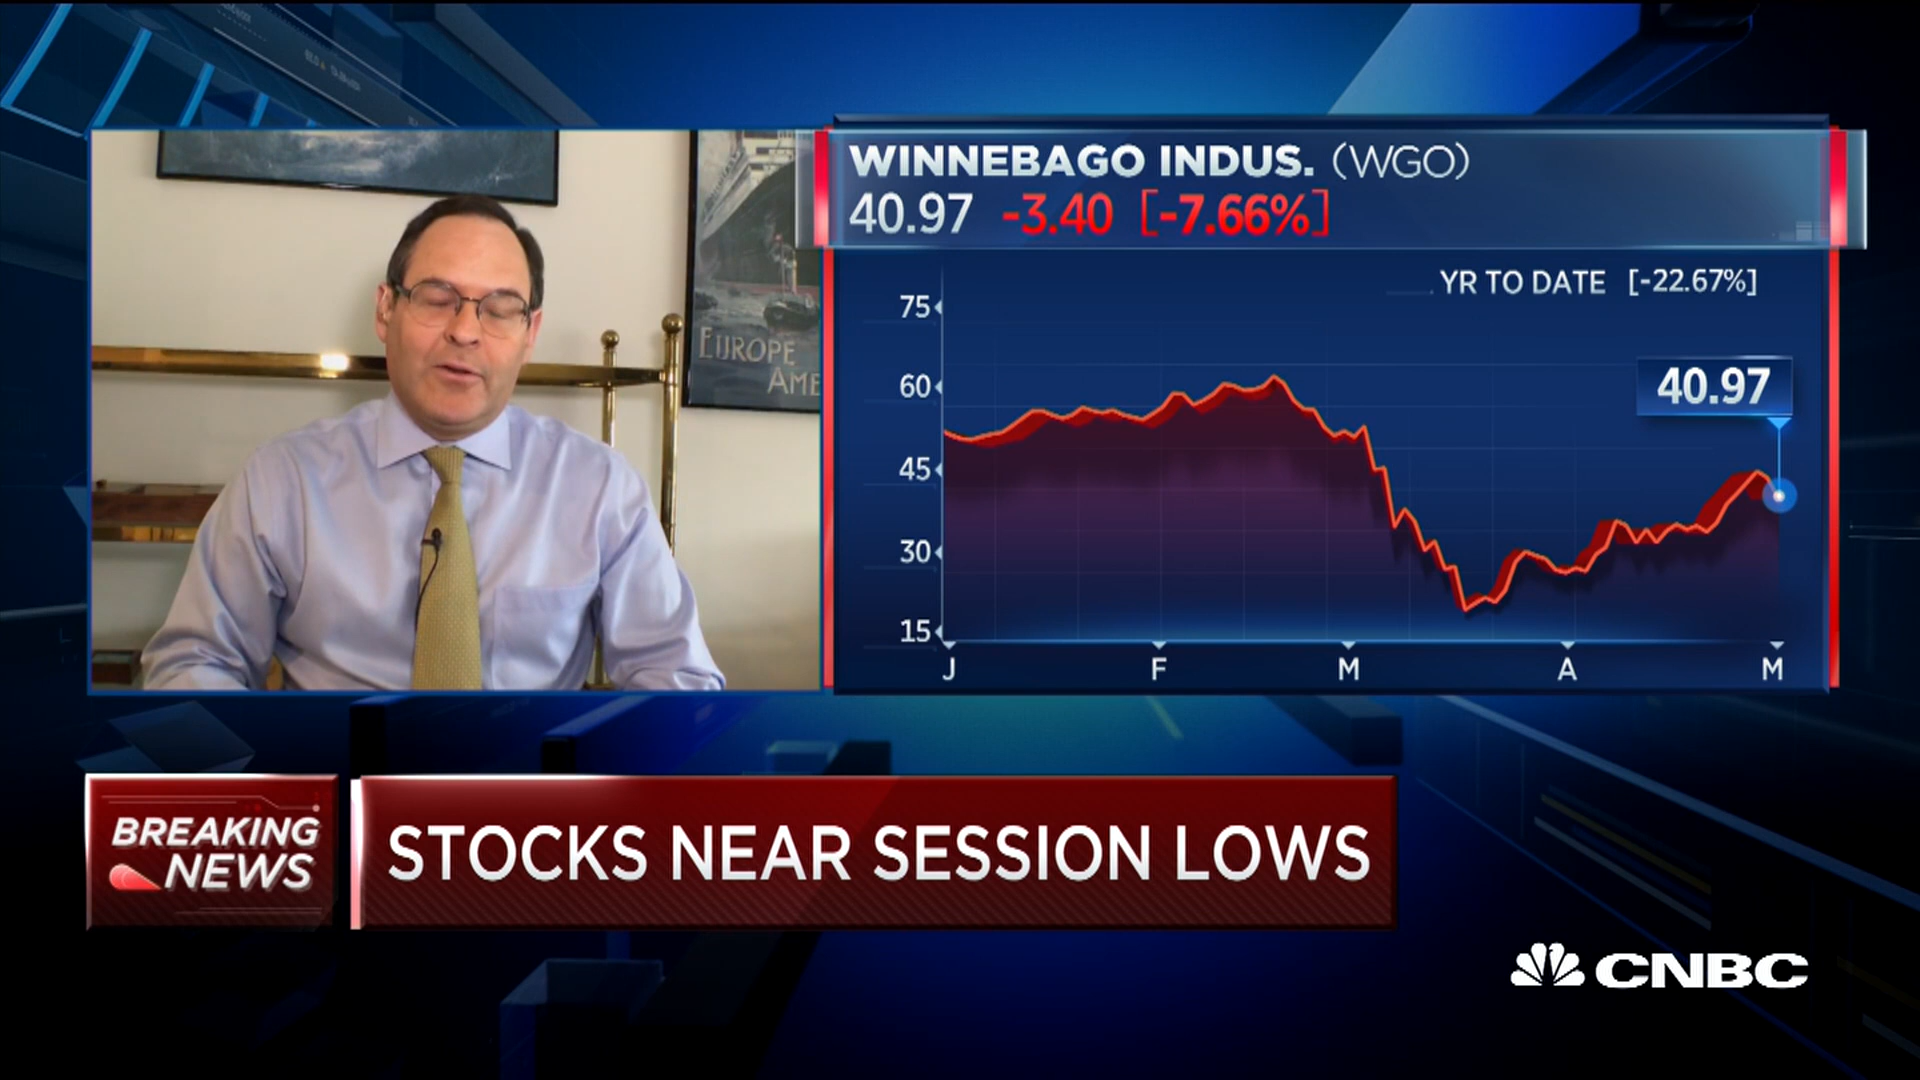 WINNEBAGO INDUS. (WGO)
40.97 -3.40 [-7.66%]
YR TO DATE [-22.67%]
75
60
45
30
15
40.97
J F M A M
EUROPE
AME
BREAKING
NEWS
STOCKS NEAR SESSION LOWS
CNBC